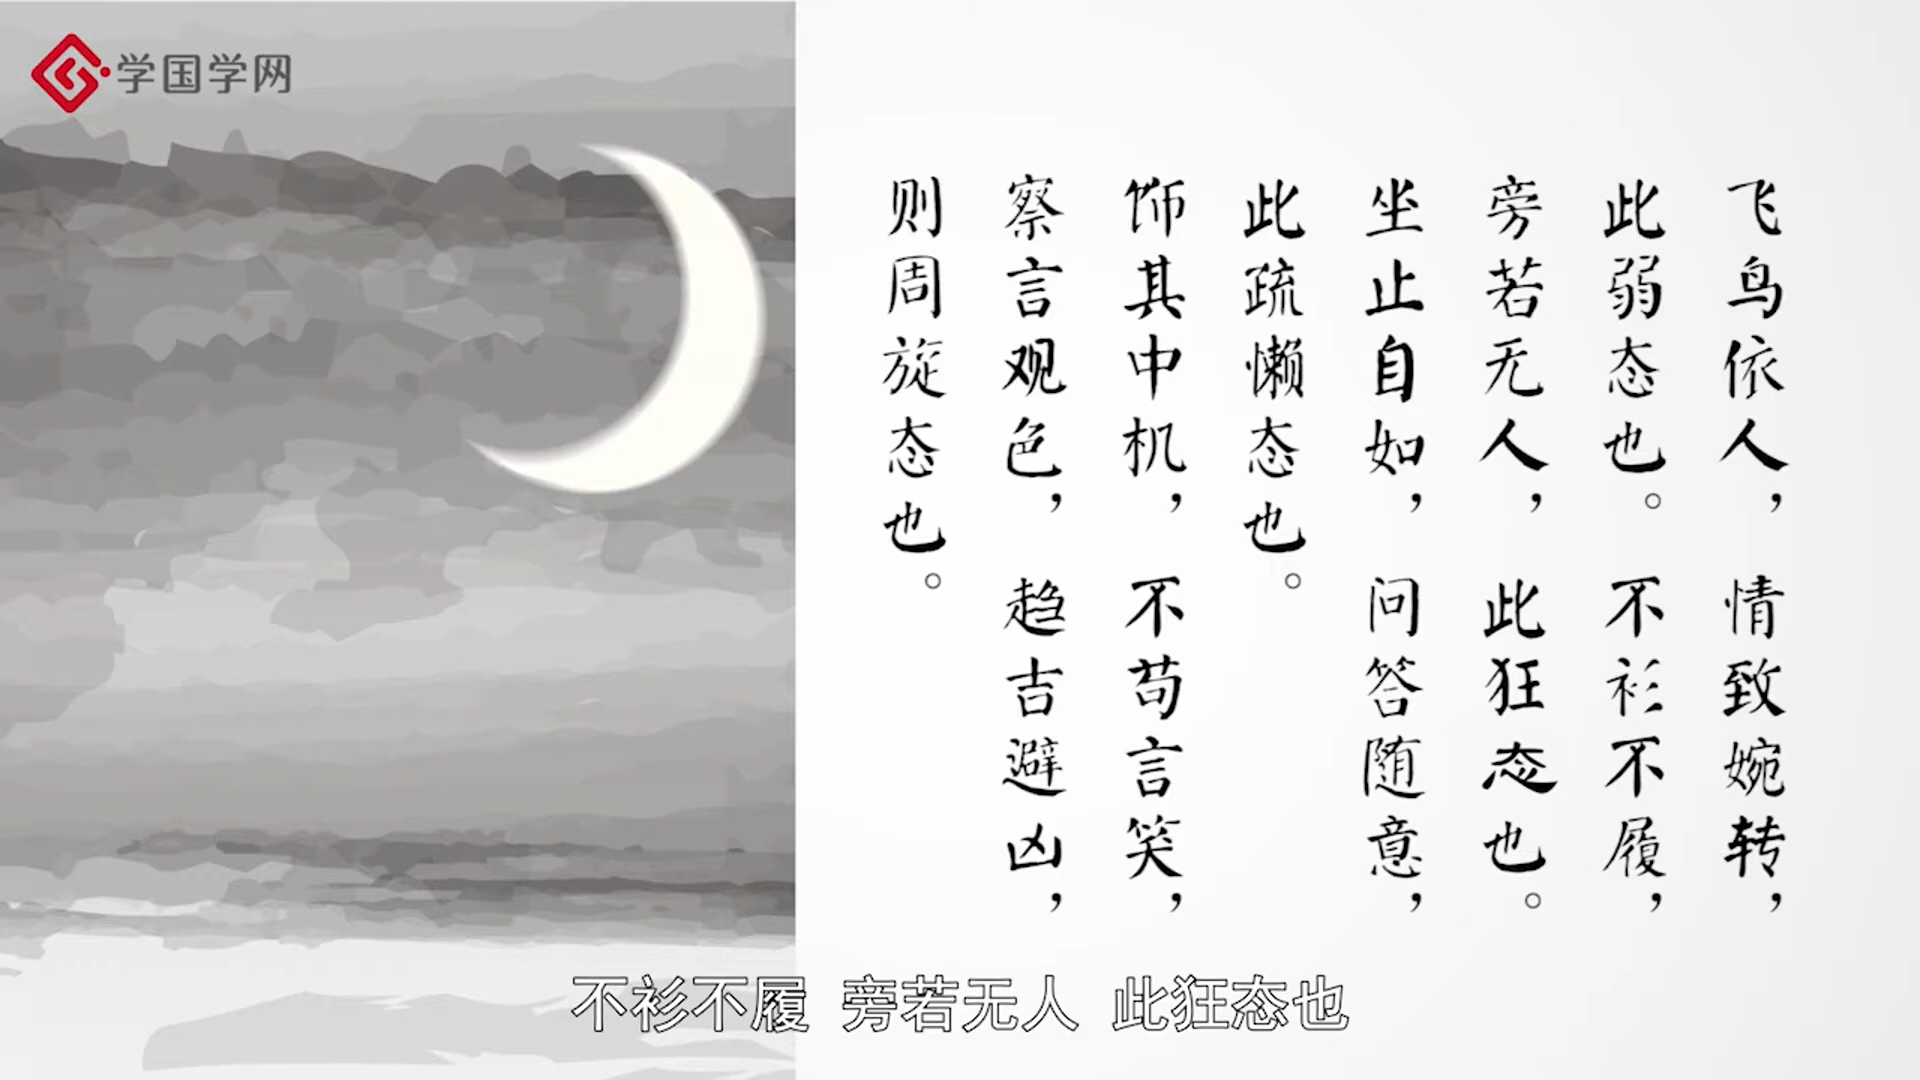 学国学网
飞鸟依人，情致婉转，
此弱态也。不衫不履，
旁若无人，此狂态也。
坐止自如，问答随意，
此疏懒态也。
饰其中机，不苟言笑，
察言观色，趋吉避凶，
则周旋态也。
不衫不履 旁若无人 此狂态也